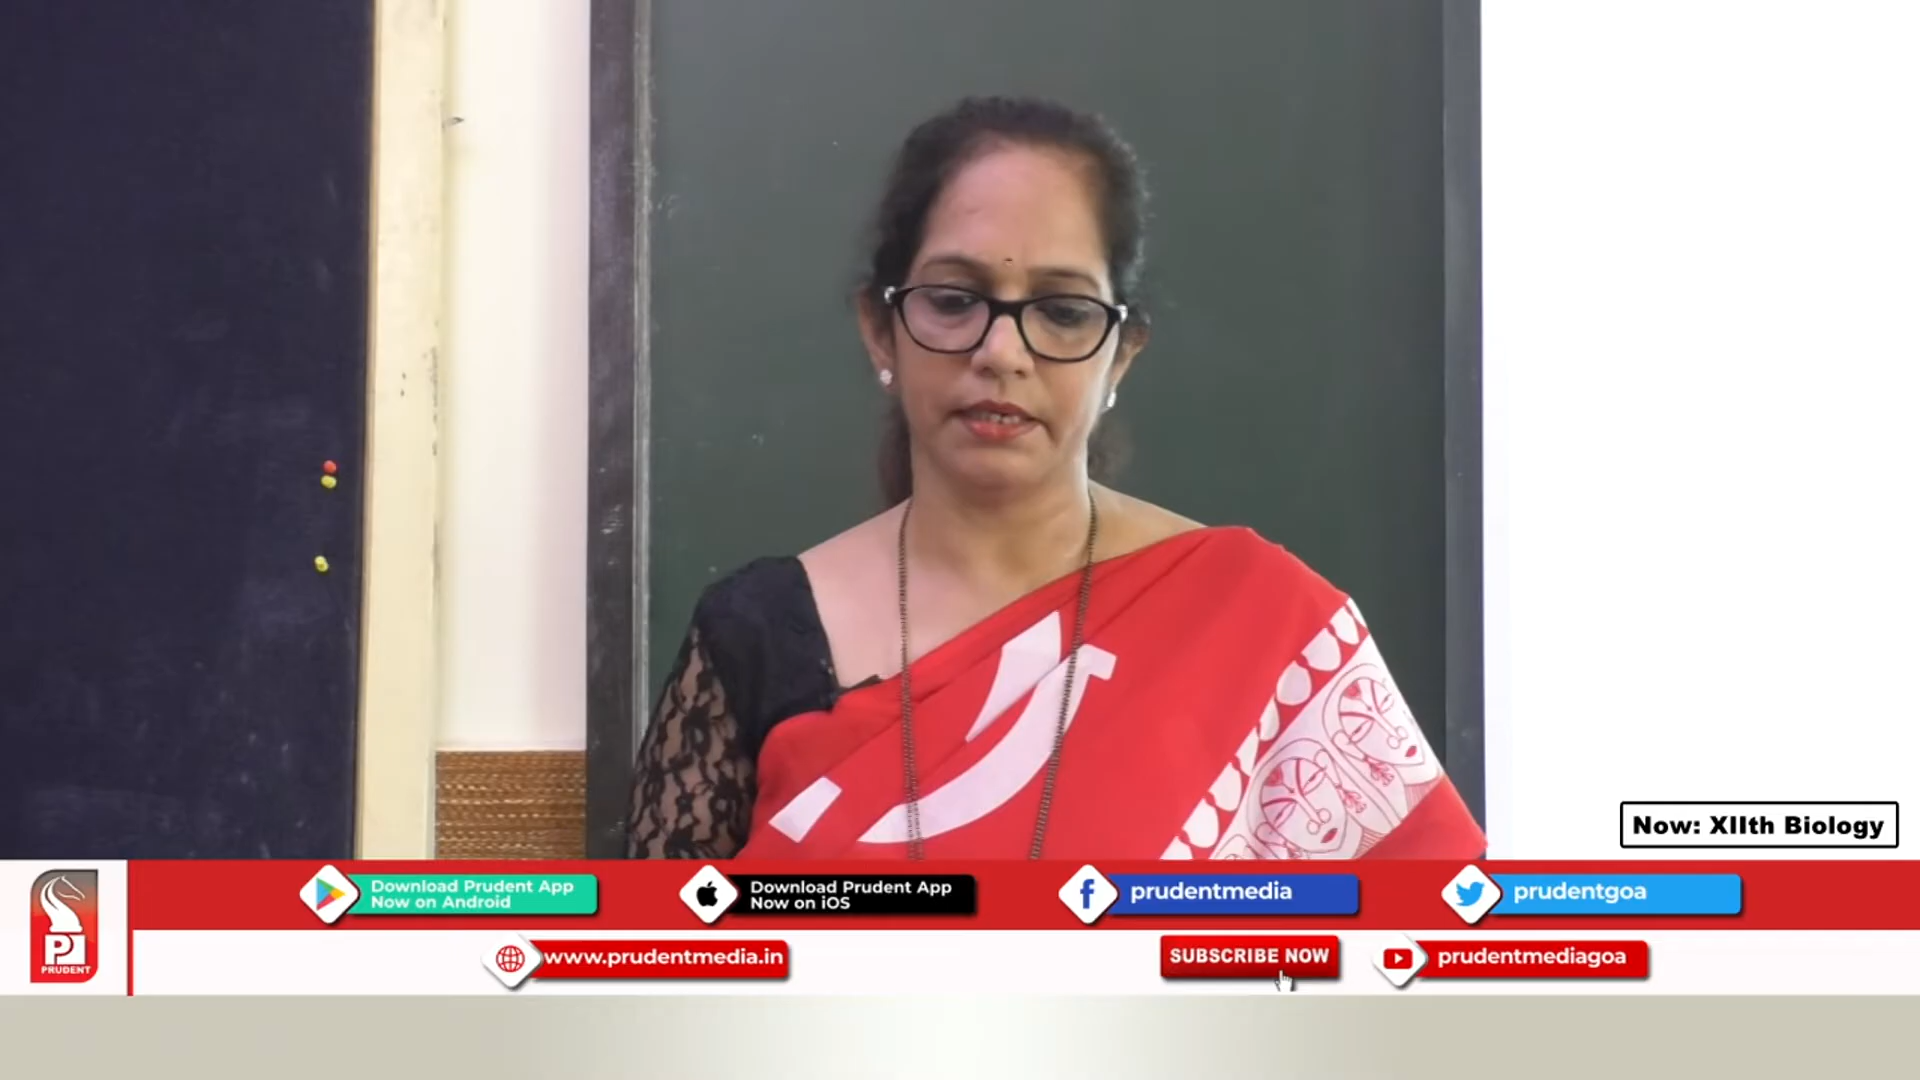 Now: XIIth Biology
Download Prudent App
Now on Android
Download Prudent App
Now on iOS
prudentmedia
prudentgoa
PRUDENT
www.prudentmedia.in
SUBSCRIBE NOW
prudentmediagoa